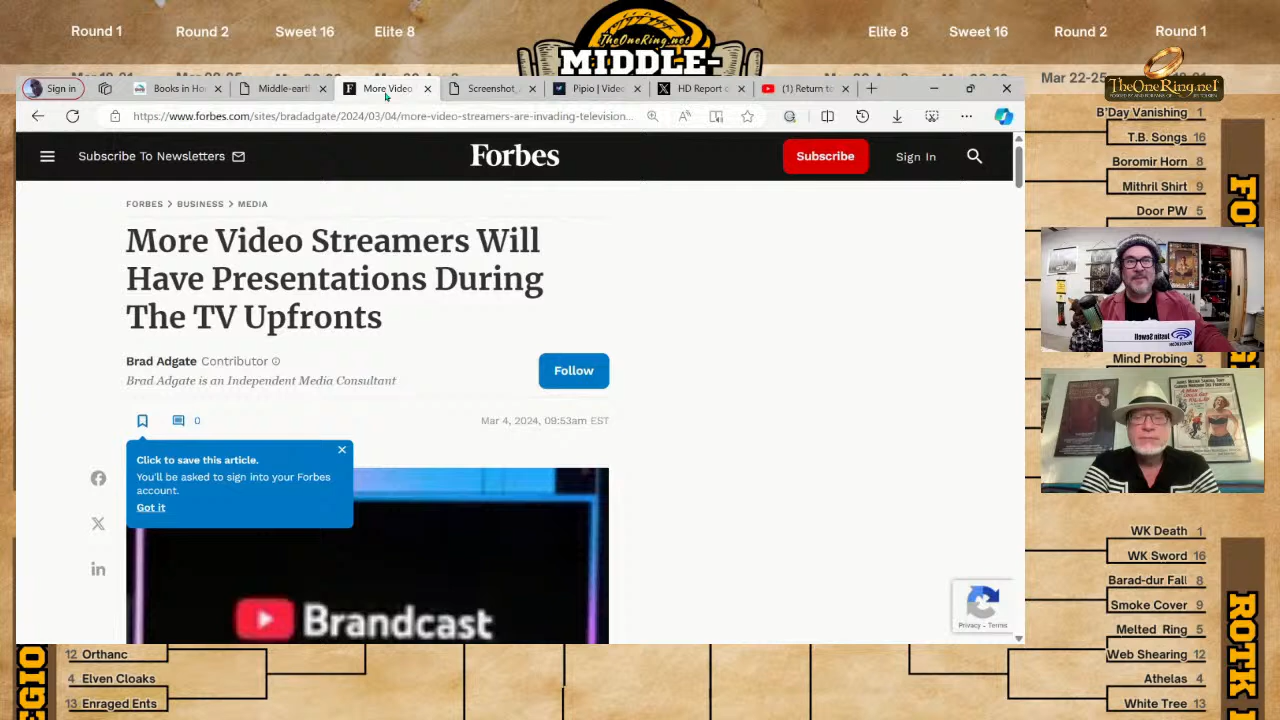 Round 1
Round 2
Sweet 16
Elite 8
TheOneRing.net
MIDDLE-
Elite 8
Sweet 16
Round 2
Round 1
Mar 22-25
TheOneRing.neT
Sign in
Books in Ho
Middle-eart
More Video
Screenshot_
Pipio | Video
HD Report o
(1) Return to
https://www.forbes.com/sites/bradadgate/2024/03/04/more-video-streamers-are-invading-television...
Subscribe To Newsletters
Forbes
Subscribe
Sign In
FORBES > BUSINESS > MEDIA
More Video Streamers Will
Have Presentations During
The TV Upfronts
Brad Adgate Contributor
Brad Adgate is an Independent Media Consultant
Follow
0
Mar 4, 2024, 09:53am EST
Click to save this article.
You'll be asked to sign into your Forbes
account.
Got it
Brandcast
Privacy - Terms
B'Day Vanishing 1
T.B. Songs 16
Boromir Horn 8
Mithril Shirt 9
Door PW 5
Justin Sewell
Mind Probing 3
WK Death 1
WK Sword 16
Barad-dur Fall 8
Smoke Cover 9
Melted Ring 5
Web Shearing 12
Athelas 4
White Tree 13
ROTK
12 Orthanc
4 Elven Cloaks
13 Enraged Ents